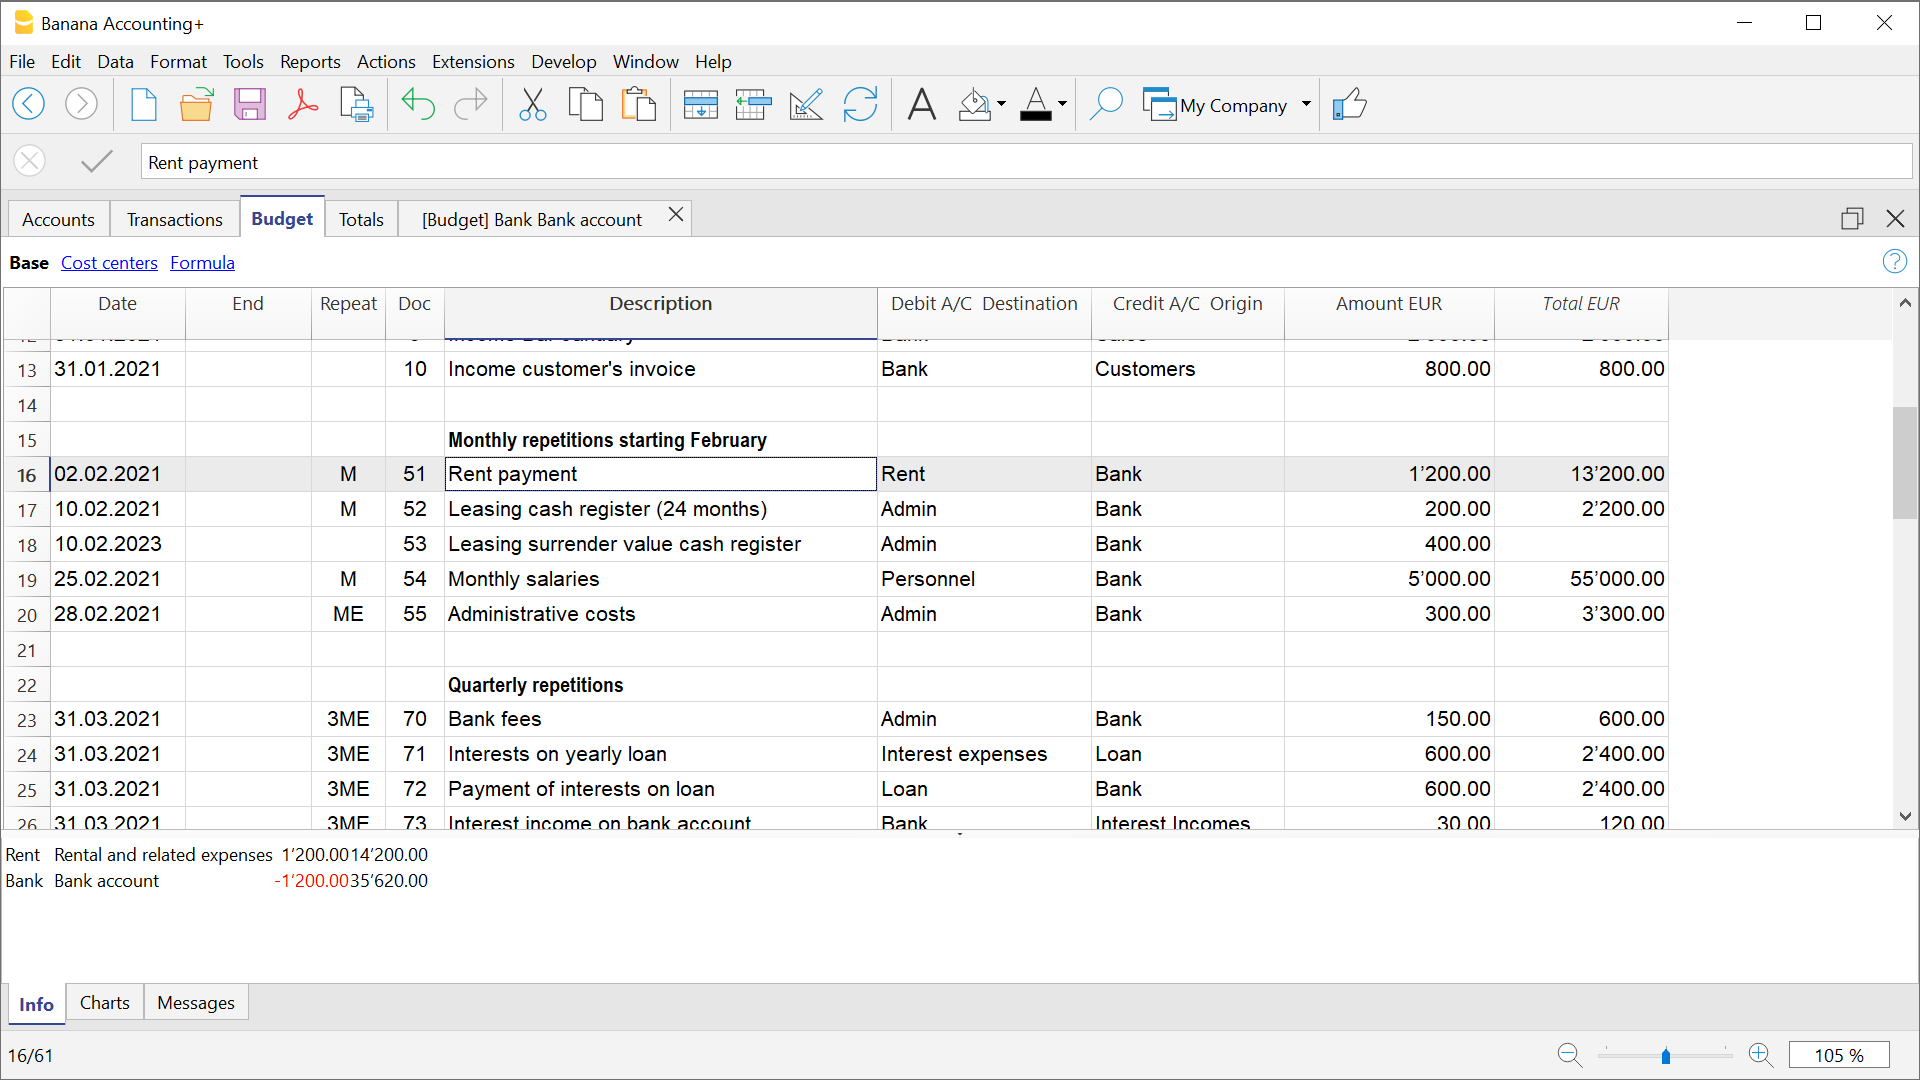 Banana Accounting+
File Edit Data Format Tools Reports Actions Extensions Develop Window Help
My Company
Rent payment
Accounts Transactions Budget Totals [Budget] Bank Bank account
Base Cost centers Formula
Date End Repeat Doc Description Debit A/C Destination Credit A/C Origin Amount EUR Total EUR
13 31.01.2021 10 Income customer's invoice Bank Customers 800.00 800.00
14
15 Monthly repetitions starting February
16 02.02.2021 M 51 Rent payment Rent Bank 1’200.00 13’200.00
17 10.02.2021 M 52 Leasing cash register (24 months) Admin Bank 200.00 2’200.00
18 10.02.2023 53 Leasing surrender value cash register Admin Bank 400.00
19 25.02.2021 M 54 Monthly salaries Personnel Bank 5’000.00 55’000.00
20 28.02.2021 ME 55 Administrative costs Admin Bank 300.00 3’300.00
21
22 Quarterly repetitions
23 31.03.2021 3ME 70 Bank fees Admin Bank 150.00 600.00
24 31.03.2021 3ME 71 Interests on yearly loan Interest expenses Loan 600.00 2’400.00
25 31.03.2021 3ME 72 Payment of interests on loan Loan Bank 600.00 2’400.00
26 31.03.2021 3ME 73 Interest income on bank account Bank Interest Incomes 30.00 120.00
Rent Rental and related expenses 1’200.00 14’200.00
Bank Bank account -1’200.00 35’620.00
Info Charts Messages
16/61
105 %